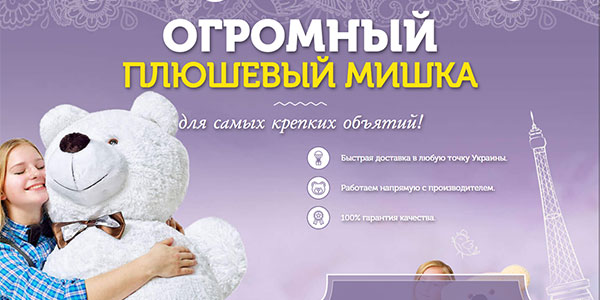 ОГРОМНЫЙ
ПЛЮШЕВЫЙ МИШКА
для самых крепких объятий!
Быстрая доставка в любую точку Украины.
Работаем напрямую с производителем.
100% гарантия качества.